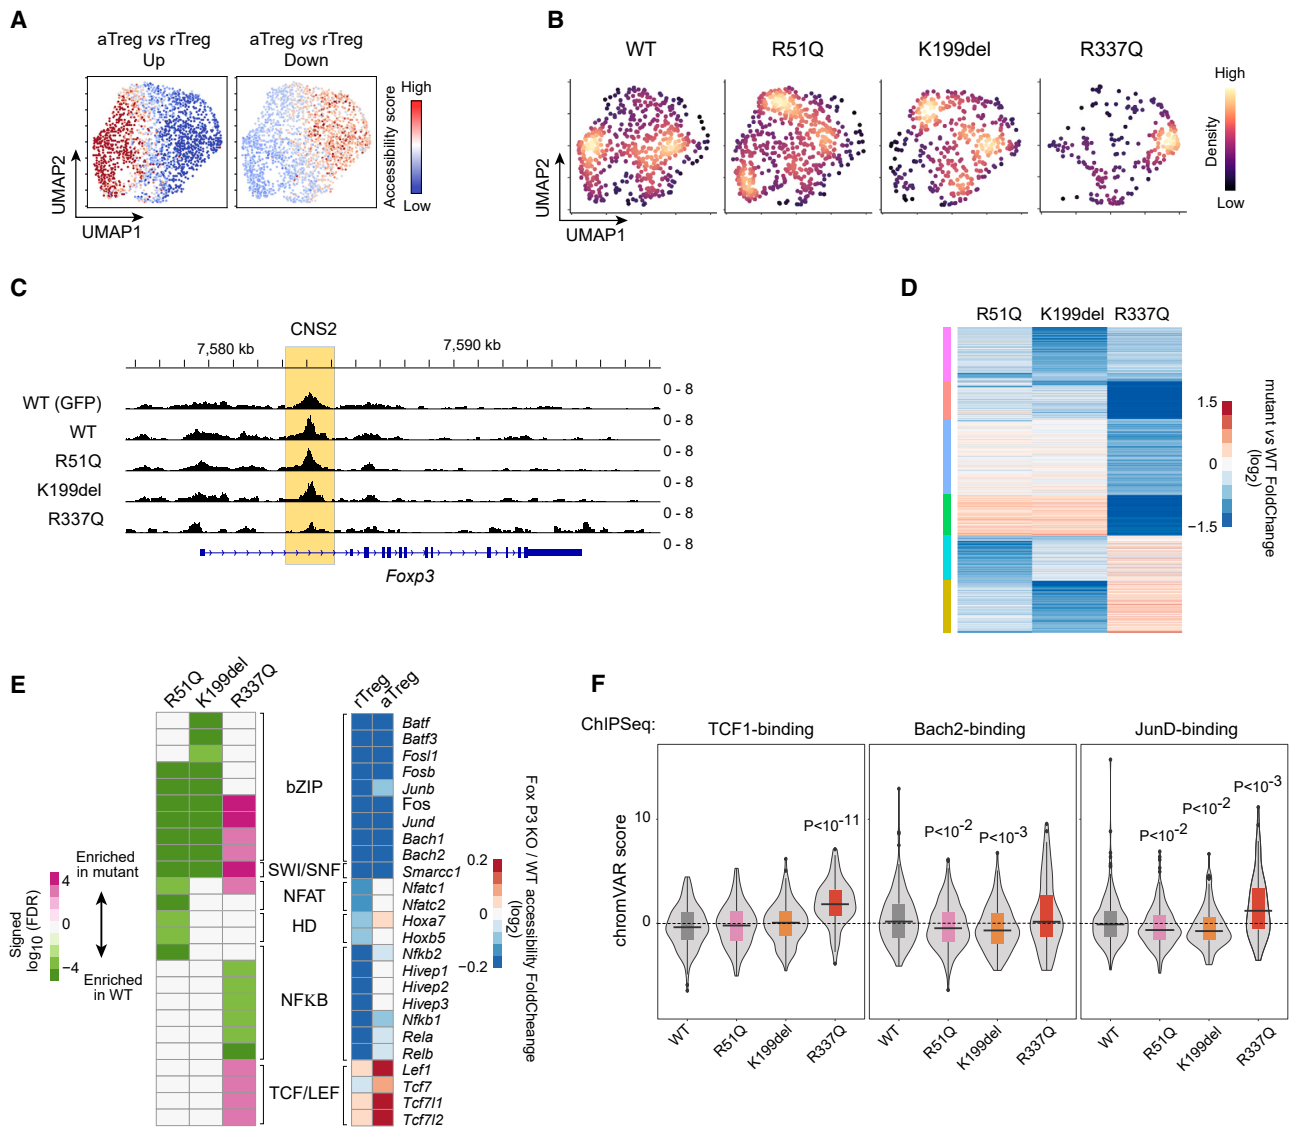 A
aTreg vs rTreg
Up
aTreg vs rTreg
Down
High
Accessibility score
Low
UMAP2
UMAP1
B
WT
R51Q
K199del
R337Q
High
Density
Low
UMAP2
UMAP1
C
CNS2
7,580 kb
7,590 kb
WT (GFP)
0 - 8
WT
0 - 8
R51Q
0 - 8
K199del
0 - 8
R337Q
0 - 8
0 - 8
Foxp3
D
R51Q K199del R337Q
1.5
0
−1.5
mutant vs WT FoldChange
(log2)
E
R51Q
K199del
R337Q
rTreg
aTreg
bZIP
SWI/SNF
NFAT
HD
NFKB
TCF/LEF
Batf
Batf3
Fosl1
Fosb
Junb
Fos
Jund
Bach1
Bach2
Smarcc1
Nfatc1
Nfatc2
Hoxa7
Hoxb5
Nfkb2
Hivep1
Hivep2
Hivep3
Nfkb1
Rela
Relb
Lef1
Tcf7
Tcf7l1
Tcf7l2
Signed
log10 (FDR)
4
0
−4
Enriched
in mutant
Enriched
in WT
0.2
0
−0.2
Fox P3 KO / WT accesibility FoldCheange
(log2)
F
ChIPSeq:
TCF1-binding
Bach2-binding
JunD-binding
chromVAR score
10
0
P<10-11
P<10-2
P<10-3
P<10-2
P<10-2
P<10-3
WT
R51Q
K199del
R337Q
WT
R51Q
K199del
R337Q
WT
R51Q
K199del
R337Q